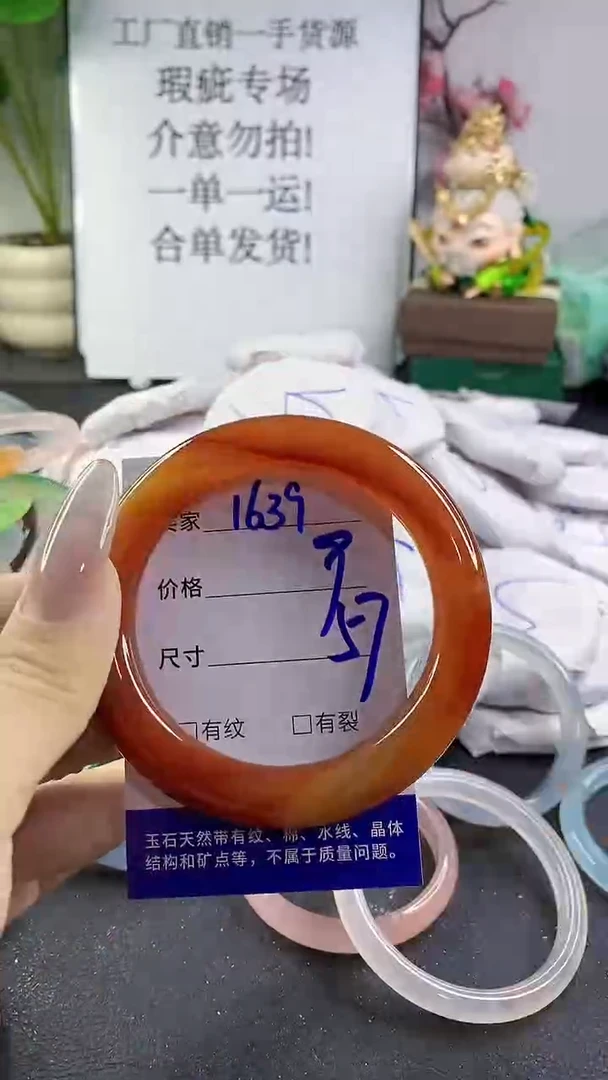 工厂直销一手货源
瑕疵专场
介意勿拍!
一单一运!
合单发货!
家 1639
价格
尺寸 57
□有纹 □有裂
玉石天然带有纹、棉、水线、晶体
结构和矿点等，不属于质量问题。